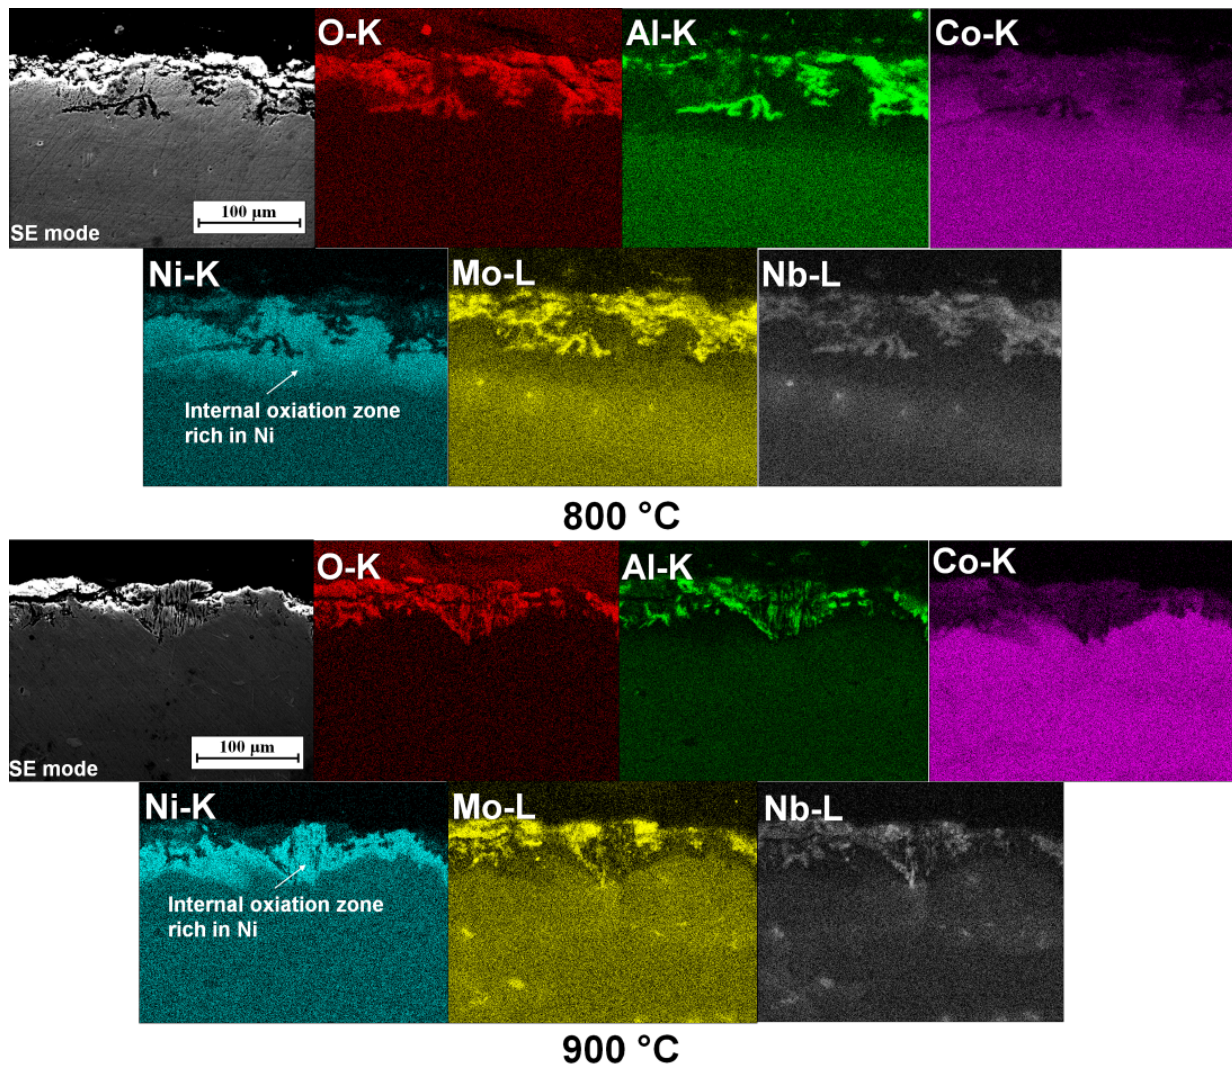 O-K
Al-K
Co-K
100 µm
SE mode
Ni-K
Mo-L
Nb-L
Internal oxiation zone
rich in Ni
800 °C
O-K
Al-K
Co-K
100 µm
SE mode
Ni-K
Mo-L
Nb-L
Internal oxiation zone
rich in Ni
900 °C